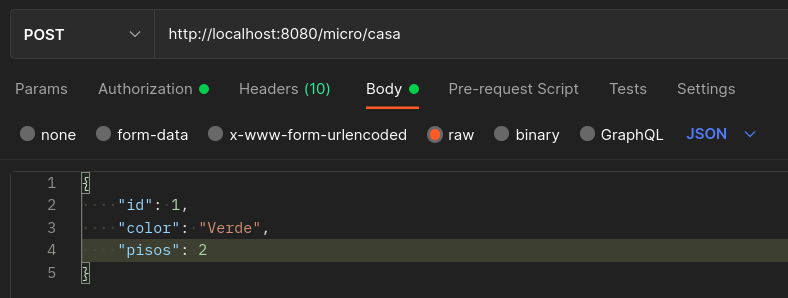 POST http://localhost:8080/micro/casa
Params Authorization Headers (10) Body Pre-request Script Tests Settings
none form-data x-www-form-urlencoded raw binary GraphQL JSON
1 {
2 "id": 1,
3 "color": "Verde",
4 "pisos": 2
5 }